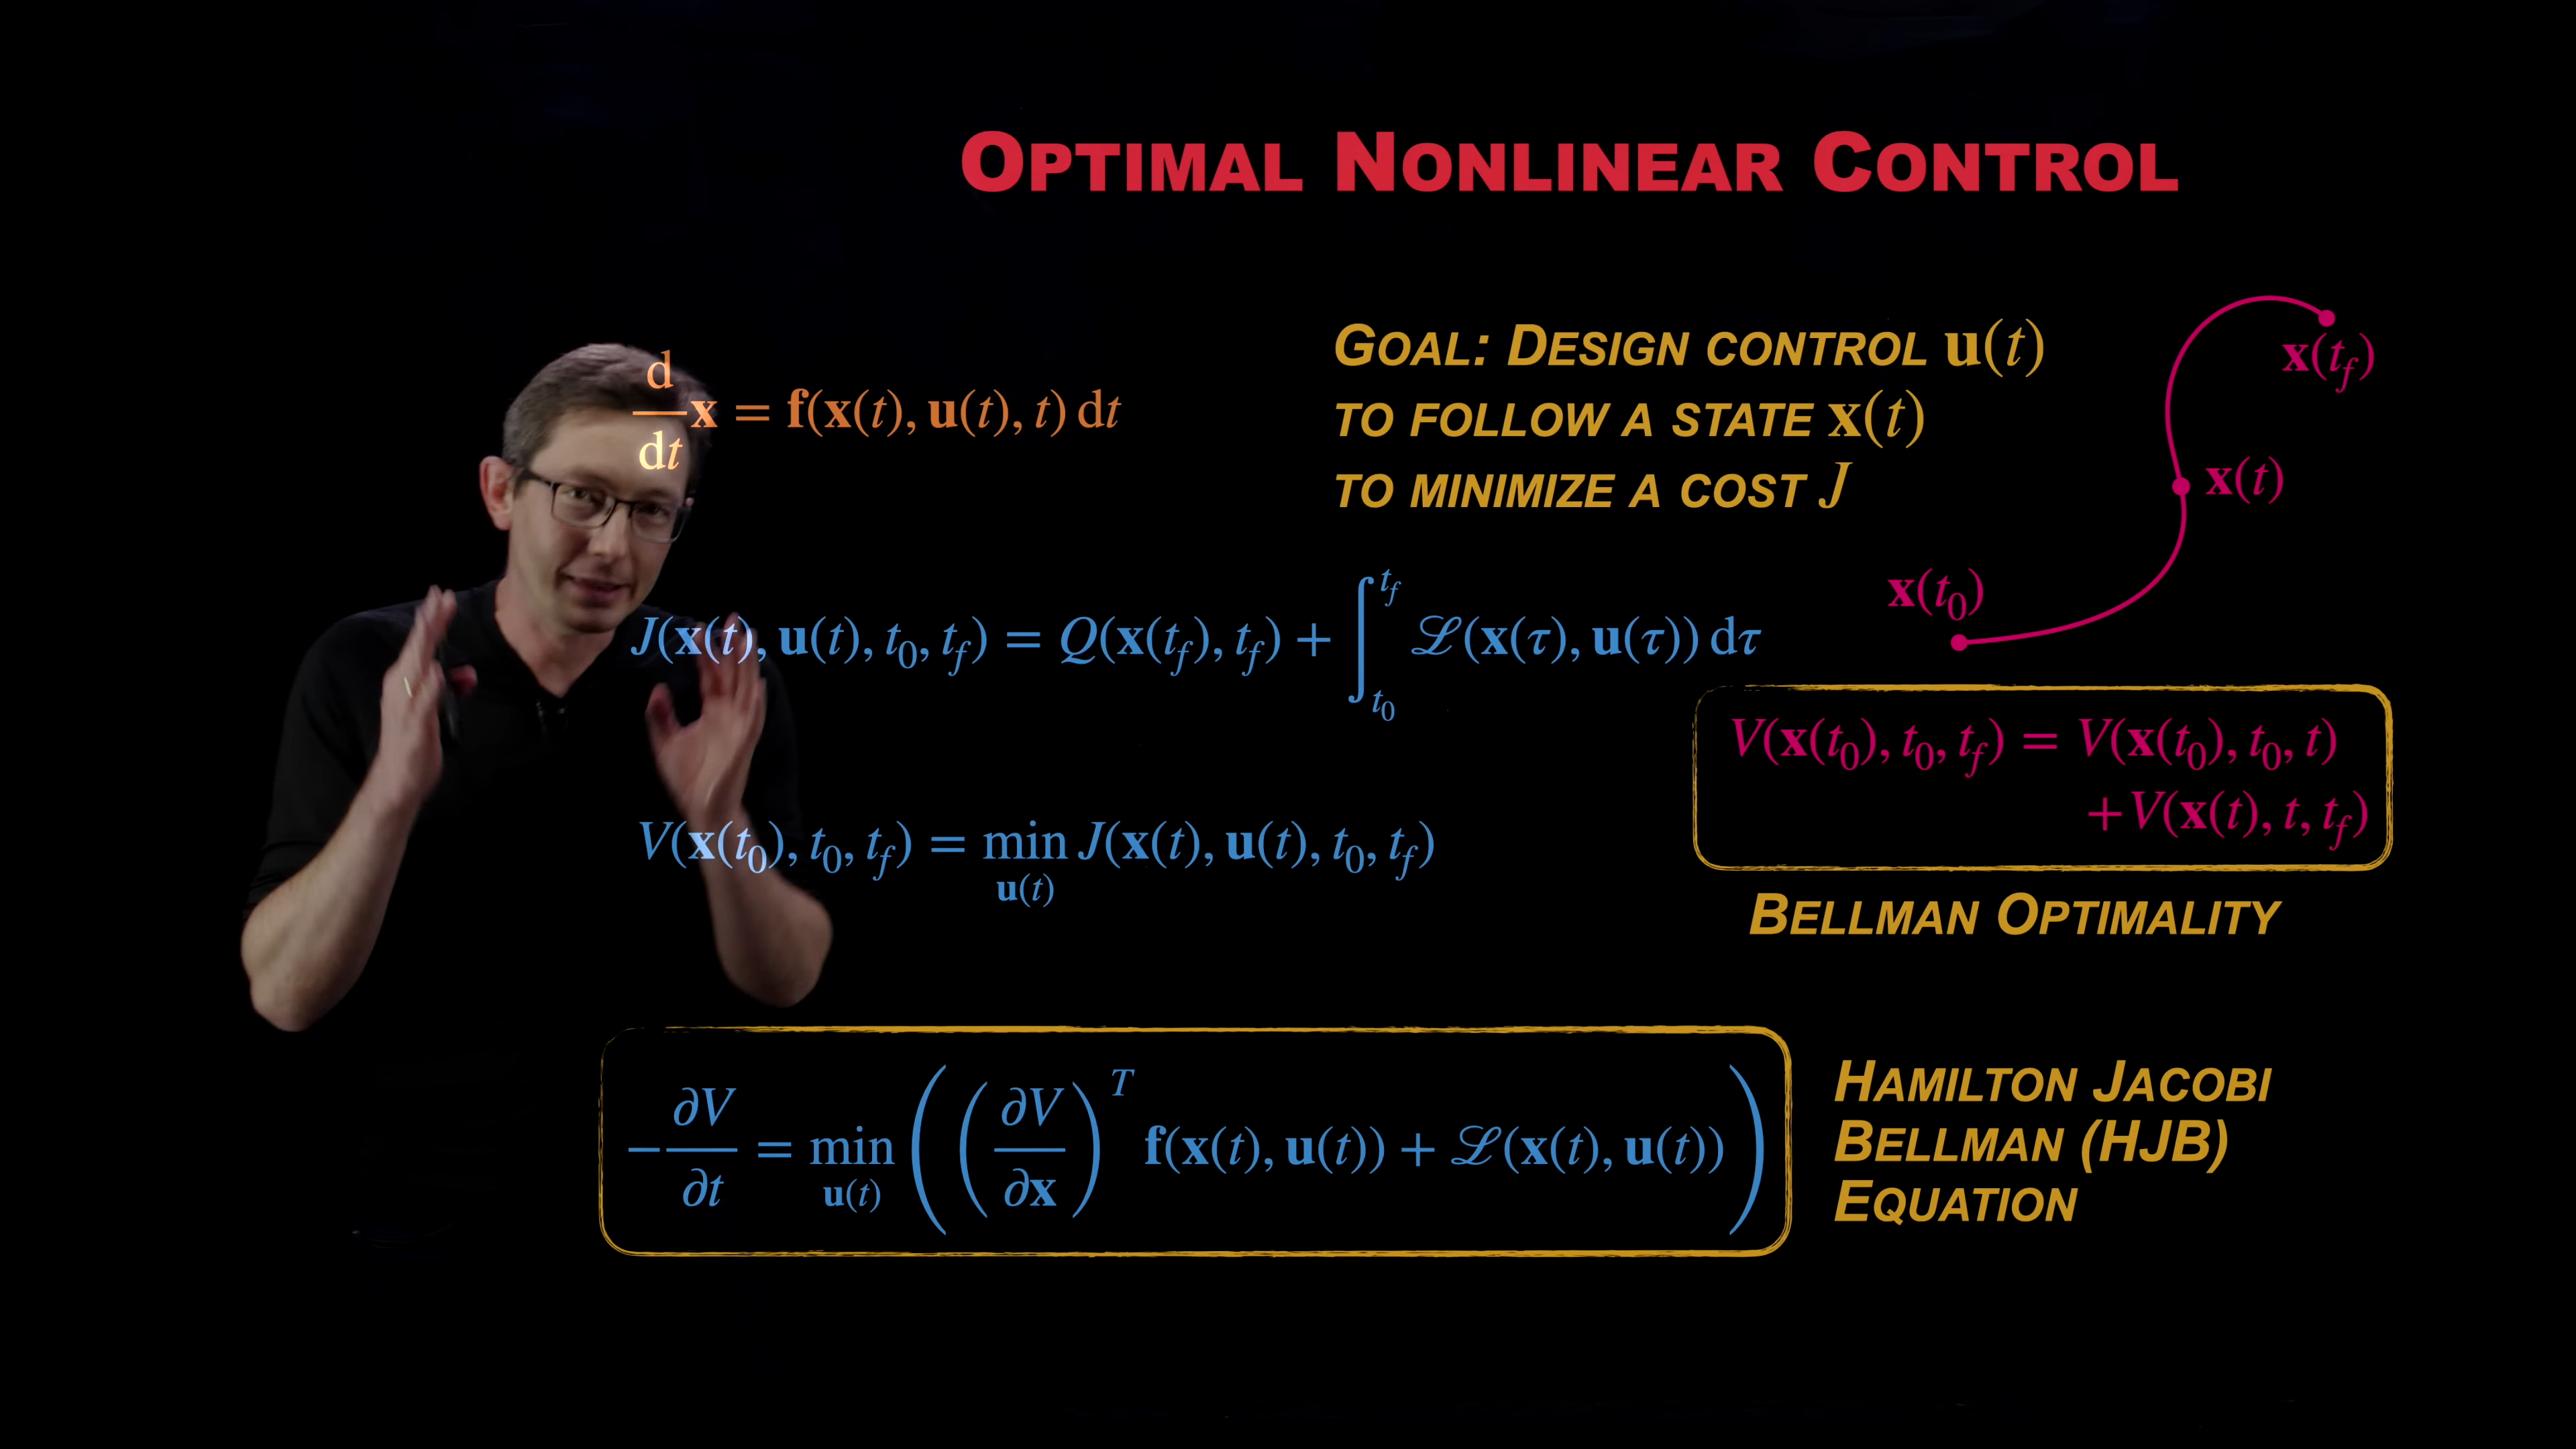 OPTIMAL NONLINEAR CONTROL
d/dt x = f(x(t), u(t), t) dt
GOAL: DESIGN CONTROL u(t)
TO FOLLOW A STATE x(t)
TO MINIMIZE A COST J
x(t_f)
x(t)
x(t_0)
J(x(t), u(t), t_0, t_f) = Q(x(t_f), t_f) + ∫_{t_0}^{t_f} ℒ(x(τ), u(τ)) dτ
V(x(t_0), t_0, t_f) = min_{u(t)} J(x(t), u(t), t_0, t_f)
V(x(t_0), t_0, t_f) = V(x(t_0), t_0, t)
+ V(x(t), t, t_f)
BELLMAN OPTIMALITY
−∂V/∂t = min_{u(t)} ( (∂V/∂x)^T f(x(t), u(t)) + ℒ(x(t), u(t)) )
HAMILTON JACOBI
BELLMAN (HJB)
EQUATION